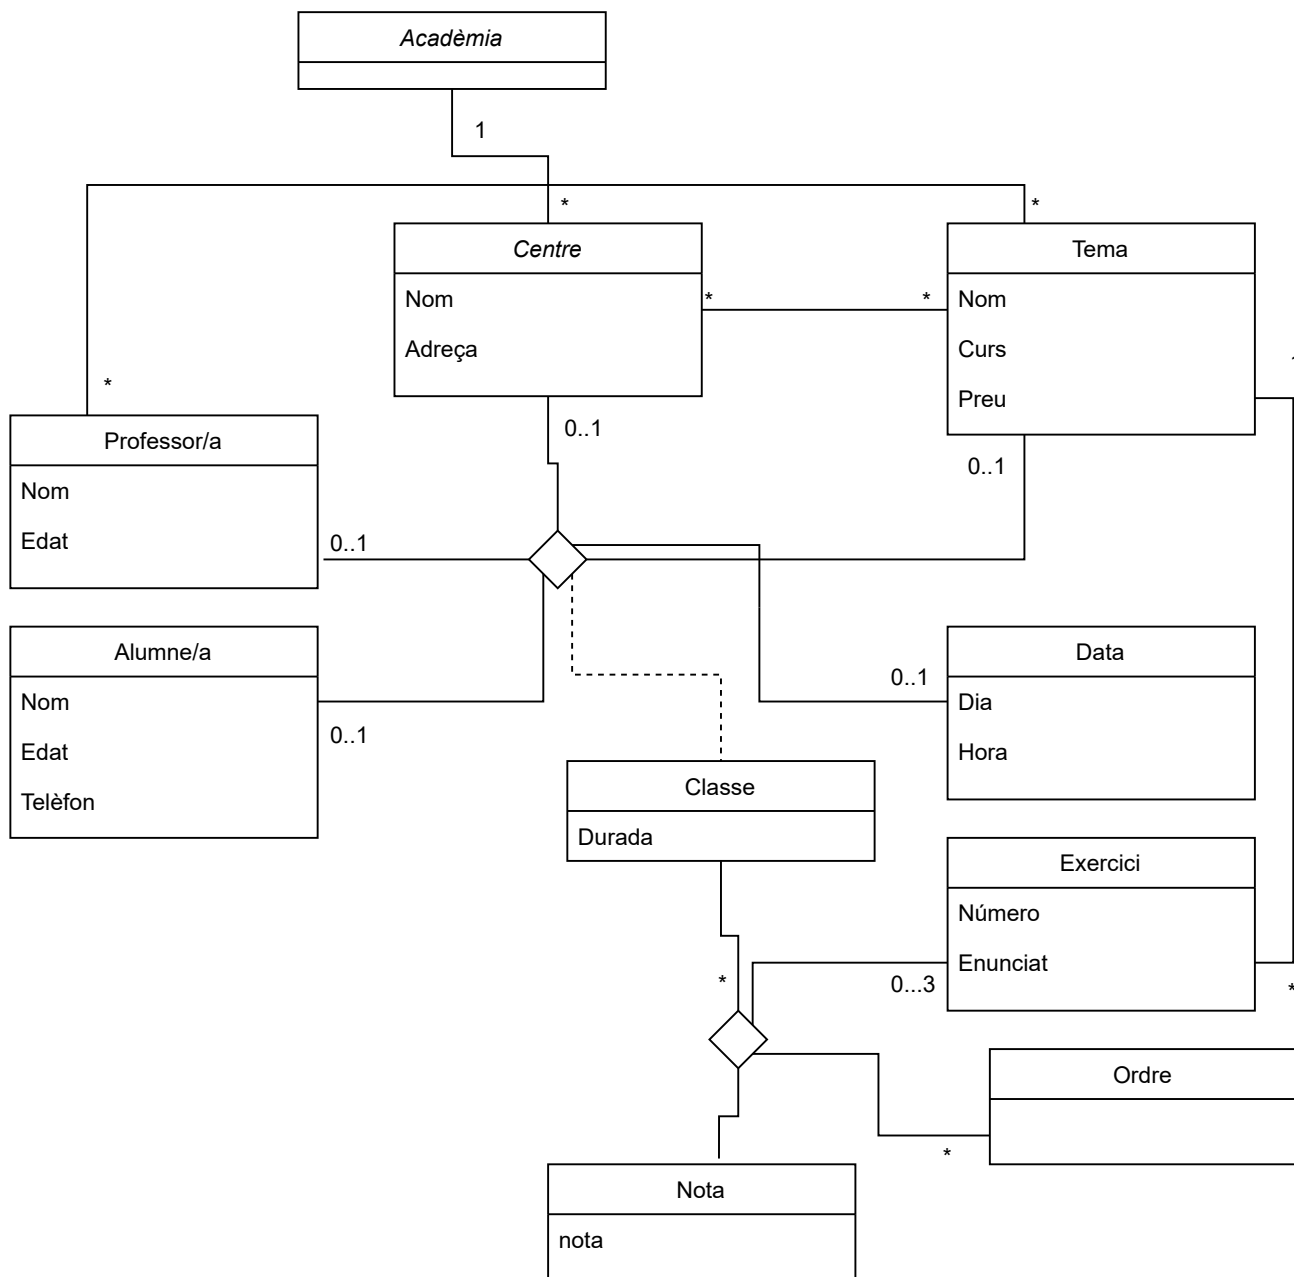 Acadèmia
1
*
*
Centre
Nom
Adreça
*
*
Tema
Nom
Curs
Preu
*
0..1
0..1
Professor/a
Nom
Edat
0..1
Alumne/a
Nom
Edat
Telèfon
0..1
0..1
Data
Dia
Hora
Classe
Durada
Exercici
Número
Enunciat
*
0...3
*
Ordre
*
Nota
nota